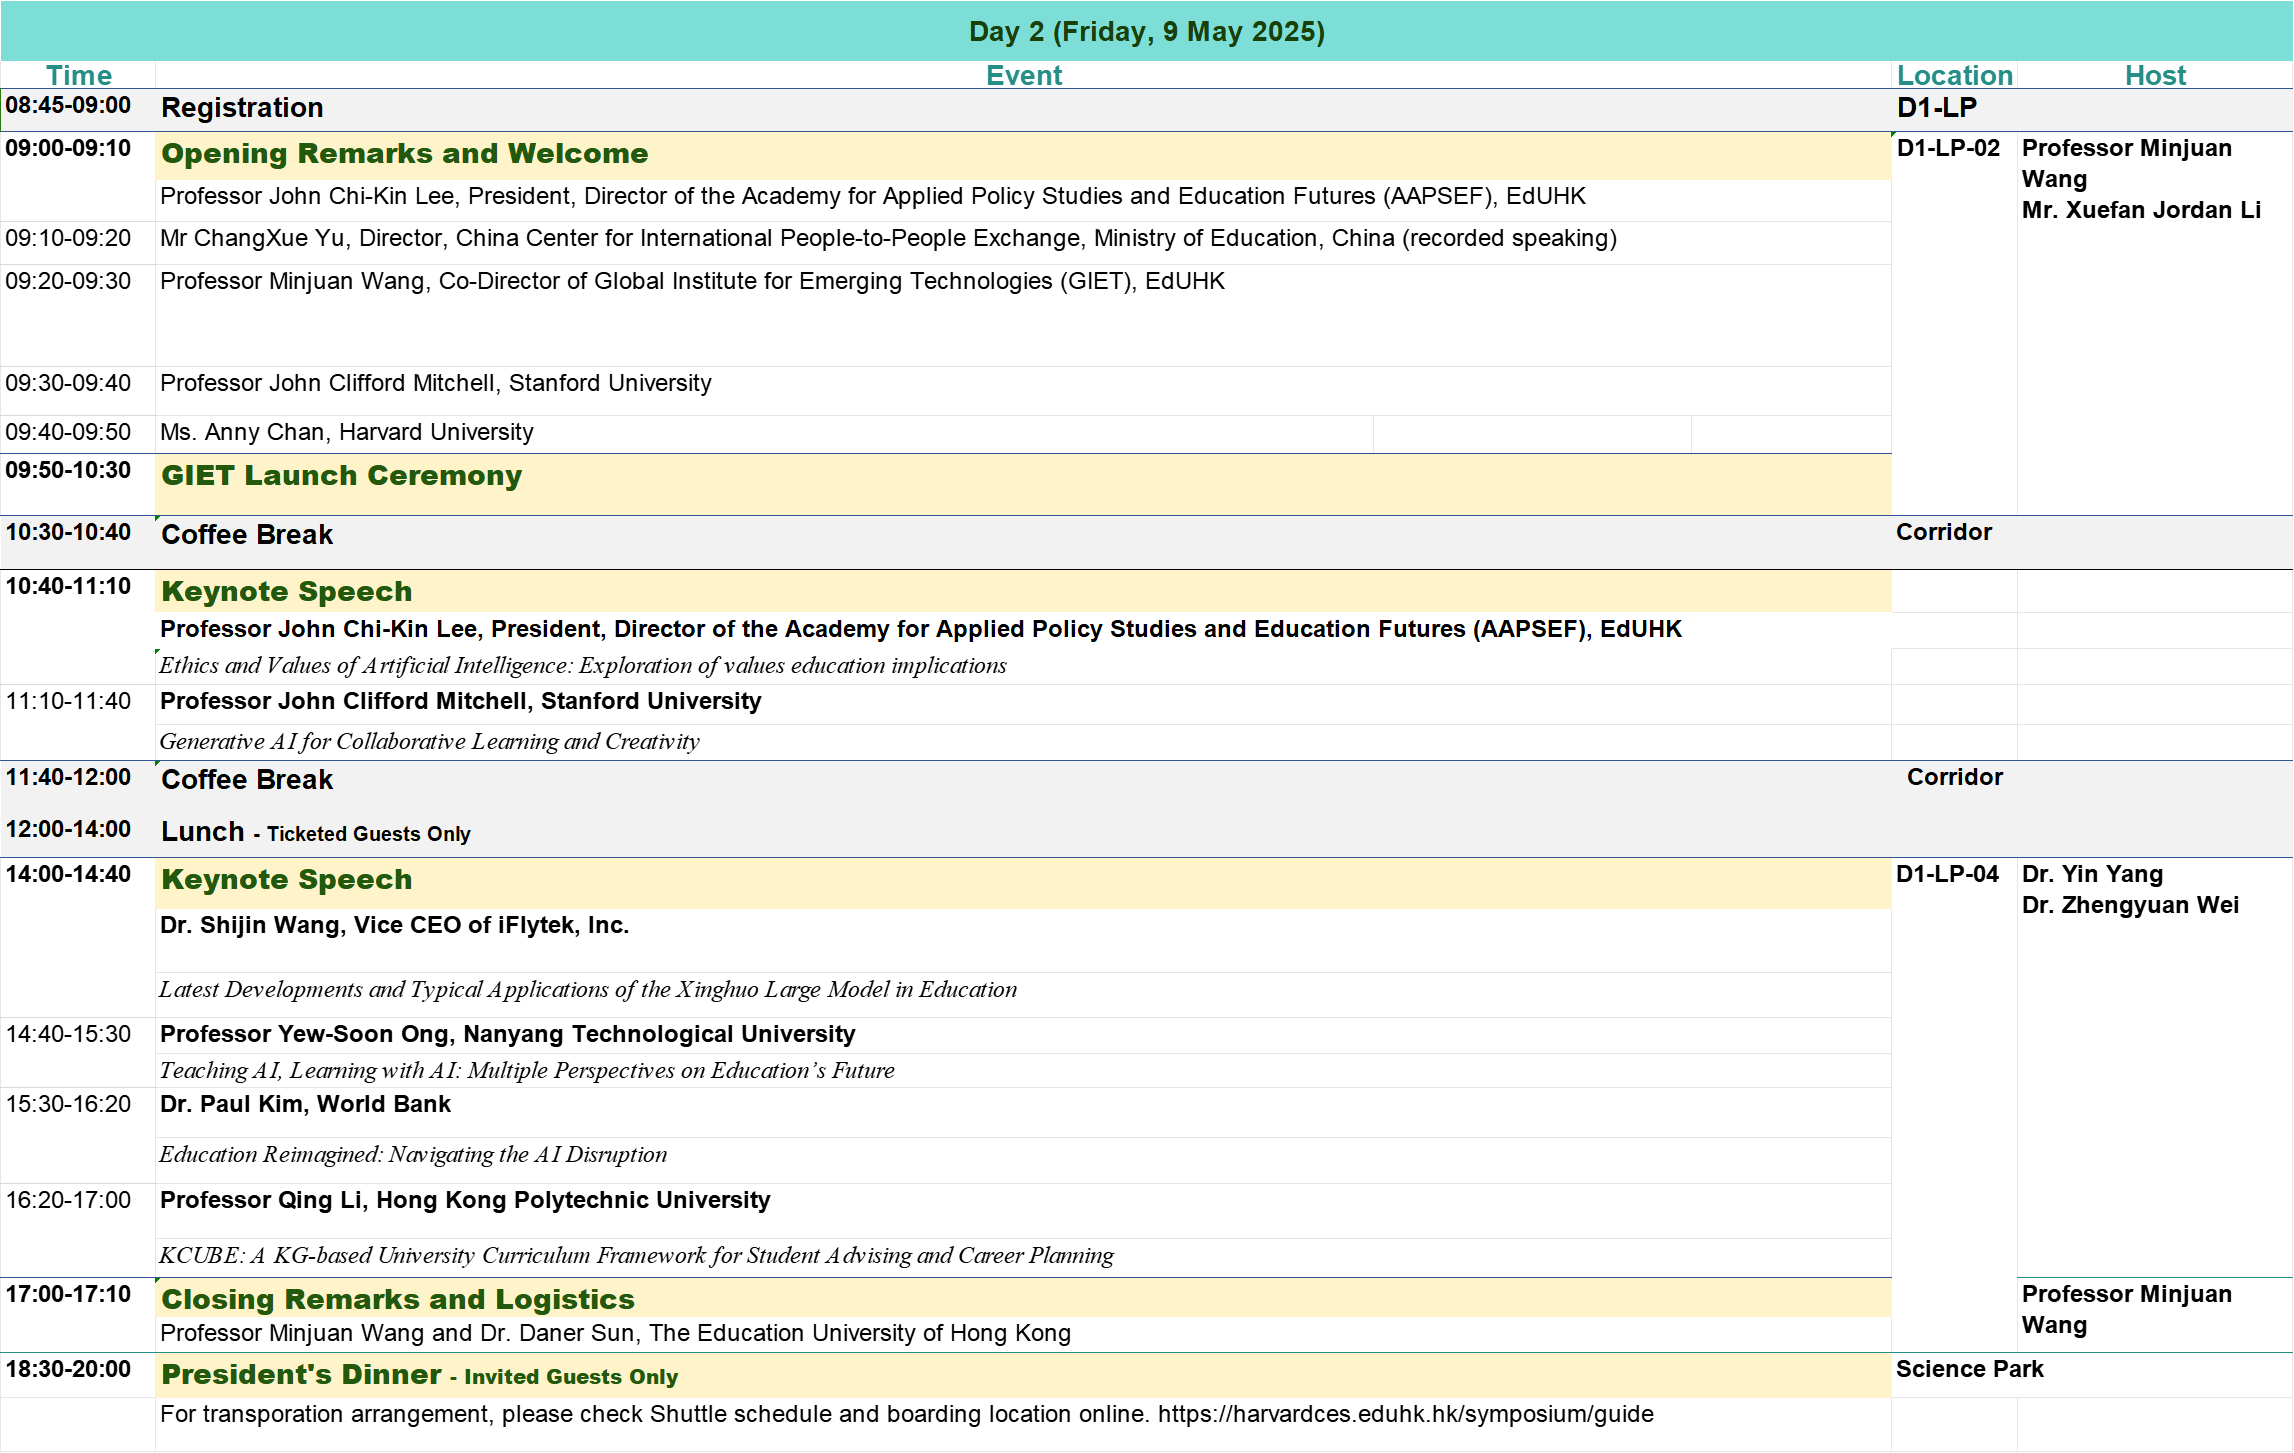 Day 2 (Friday, 9 May 2025)
Time Event Location Host
08:45-09:00 Registration D1-LP
09:00-09:10 Opening Remarks and Welcome D1-LP-02 Professor Minjuan
Wang
Professor John Chi-Kin Lee, President, Director of the Academy for Applied Policy Studies and Education Futures (AAPSEF), EdUHK
Mr. Xuefan Jordan Li
09:10-09:20 Mr ChangXue Yu, Director, China Center for International People-to-People Exchange, Ministry of Education, China (recorded speaking)
09:20-09:30 Professor Minjuan Wang, Co-Director of Global Institute for Emerging Technologies (GIET), EdUHK
09:30-09:40 Professor John Clifford Mitchell, Stanford University
09:40-09:50 Ms. Anny Chan, Harvard University
09:50-10:30 GIET Launch Ceremony
10:30-10:40 Coffee Break Corridor
10:40-11:10 Keynote Speech
Professor John Chi-Kin Lee, President, Director of the Academy for Applied Policy Studies and Education Futures (AAPSEF), EdUHK
Ethics and Values of Artificial Intelligence: Exploration of values education implications
11:10-11:40 Professor John Clifford Mitchell, Stanford University
Generative AI for Collaborative Learning and Creativity
11:40-12:00 Coffee Break Corridor
12:00-14:00 Lunch - Ticketed Guests Only
14:00-14:40 Keynote Speech D1-LP-04 Dr. Yin Yang
Dr. Zhengyuan Wei
Dr. Shijin Wang, Vice CEO of iFlytek, Inc.
Latest Developments and Typical Applications of the Xinghuo Large Model in Education
14:40-15:30 Professor Yew-Soon Ong, Nanyang Technological University
Teaching AI, Learning with AI: Multiple Perspectives on Education’s Future
15:30-16:20 Dr. Paul Kim, World Bank
Education Reimagined: Navigating the AI Disruption
16:20-17:00 Professor Qing Li, Hong Kong Polytechnic University
KCUBE: A KG-based University Curriculum Framework for Student Advising and Career Planning
17:00-17:10 Closing Remarks and Logistics Professor Minjuan
Wang
Professor Minjuan Wang and Dr. Daner Sun, The Education University of Hong Kong
18:30-20:00 President's Dinner - Invited Guests Only Science Park
For transporation arrangement, please check Shuttle schedule and boarding location online. https://harvardces.eduhk.hk/symposium/guide